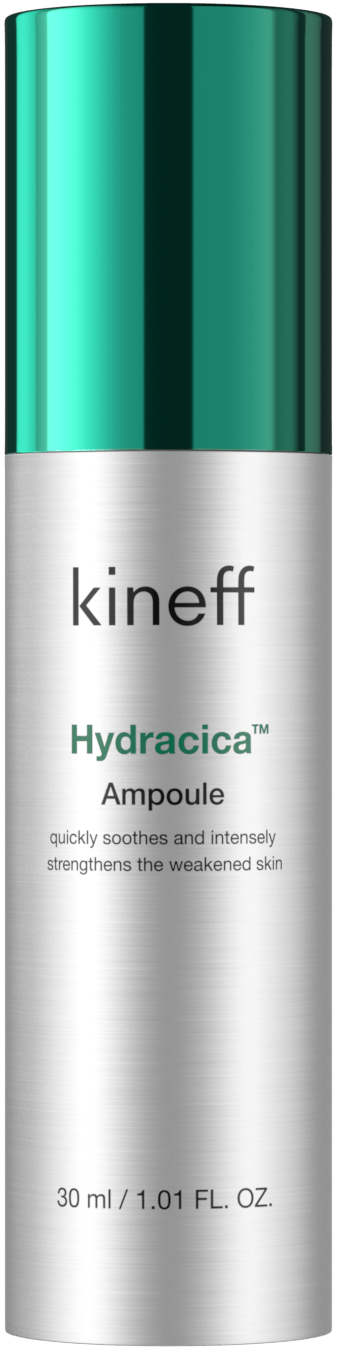 kineff
Hydracica™
Ampoule
quickly soothes and intensely
strengthens the weakened skin
30 ml / 1.01 FL. OZ.